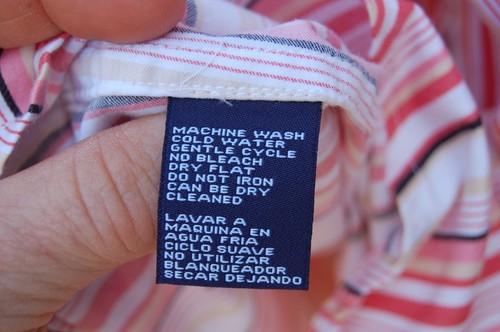 MACHINE WASH
COLD WATER
GENTLE CYCLE
NO BLEACH
DRY FLAT
DO NOT IRON
CAN BE DRY
CLEANED
LAVAR A
MAQUINA EN
AGUA FRIA
CICLO SUAVE
NO UTILIZAR
BLANQUEADOR
SECAR DEJANDO